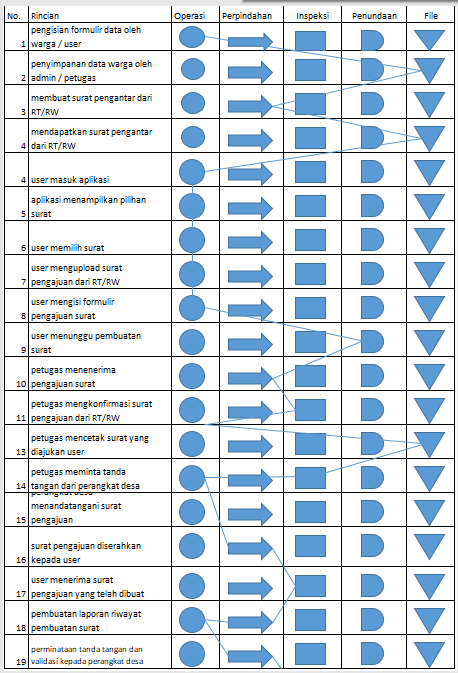 No. Rincian Operasi Perpindahan Inspeksi Penundaan File
pengisian formulir data oleh
1 warga / user
penyimpanan data warga oleh
2 admin / petugas
membuat surat pengantar dari
3 RT/RW
mendapatkan surat pengantar
4 dari RT/RW
4 user masuk aplikasi
aplikasi menampilkan pilihan
5 surat
6 user memilih surat
user mengupload surat
7 pengajuan dari RT/RW
user mengisi formulir
8 pengajuan surat
user menunggu pembuatan
9 surat
petugas menenerima
10 pengajuan surat
petugas mengkonfirmasi surat
11 pengajuan dari RT/RW
petugas mencetak surat yang
13 diajukan user
petugas meminta tanda
14 tangan dari perangkat desa
perangkat desa
menandatangani surat
15 pengajuan
surat pengajuan diserahkan
16 kepada user
user menerima surat
17 pengajuan yang telah dibuat
pembuatan laporan riwayat
18 pembuatan surat
perminataan tanda tangan dan
19 validasi kepada perangkat desa